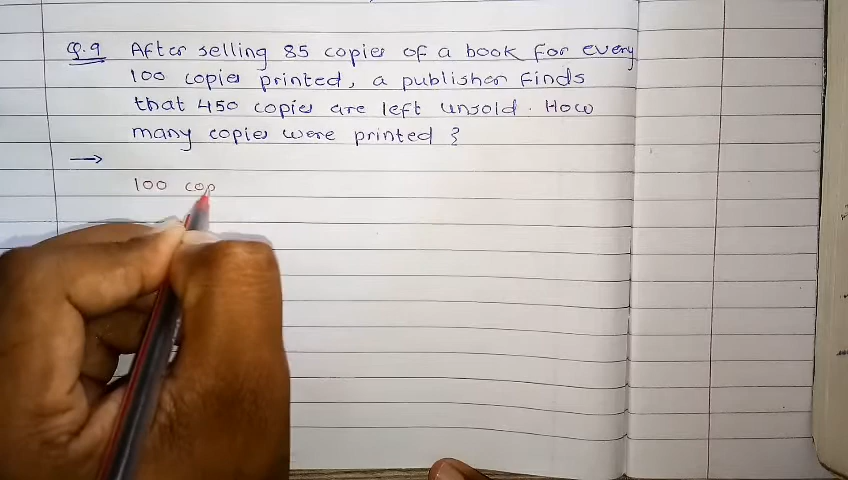 Q.9 After selling 85 copies of a book for every
100 copies printed, a publisher finds
that 450 copies are left unsold. How
many copies were printed ?
→
100 cop